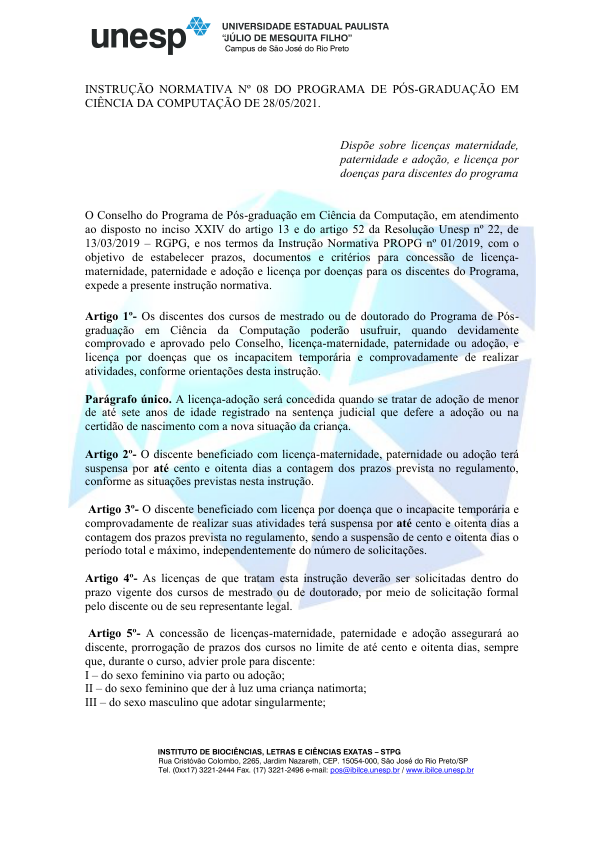 unesp
UNIVERSIDADE ESTADUAL PAULISTA
“JÚLIO DE MESQUITA FILHO”
Campus de São José do Rio Preto
INSTRUÇÃO NORMATIVA Nº 08 DO PROGRAMA DE PÓS-GRADUAÇÃO EM
CIÊNCIA DA COMPUTAÇÃO DE 28/05/2021.
Dispõe sobre licenças maternidade,
paternidade e adoção, e licença por
doenças para discentes do programa
O Conselho do Programa de Pós-graduação em Ciência da Computação, em atendimento
ao disposto no inciso XXIV do artigo 13 e do artigo 52 da Resolução Unesp nº 22, de
13/03/2019 – RGPG, e nos termos da Instrução Normativa PROPG nº 01/2019, com o
objetivo de estabelecer prazos, documentos e critérios para concessão de licença-
maternidade, paternidade e adoção e licença por doenças para os discentes do Programa,
expede a presente instrução normativa.
Artigo 1º- Os discentes dos cursos de mestrado ou de doutorado do Programa de Pós-
graduação em Ciência da Computação poderão usufruir, quando devidamente
comprovado e aprovado pelo Conselho, licença-maternidade, paternidade ou adoção, e
licença por doenças que os incapacitem temporária e comprovadamente de realizar
atividades, conforme orientações desta instrução.
Parágrafo único. A licença-adoção será concedida quando se tratar de adoção de menor
de até sete anos de idade registrado na sentença judicial que defere a adoção ou na
certidão de nascimento com a nova situação da criança.
Artigo 2º- O discente beneficiado com licença-maternidade, paternidade ou adoção terá
suspensa por até cento e oitenta dias a contagem dos prazos prevista no regulamento,
conforme as situações previstas nesta instrução.
Artigo 3º- O discente beneficiado com licença por doença que o incapacite temporária e
comprovadamente de realizar suas atividades terá suspensa por até cento e oitenta dias a
contagem dos prazos prevista no regulamento, sendo a suspensão de cento e oitenta dias o
período total e máximo, independentemente do número de solicitações.
Artigo 4º- As licenças de que tratam esta instrução deverão ser solicitadas dentro do
prazo vigente dos cursos de mestrado ou de doutorado, por meio de solicitação formal
pelo discente ou de seu representante legal.
Artigo 5º- A concessão de licenças-maternidade, paternidade e adoção assegurará ao
discente, prorrogação de prazos dos cursos no limite de até cento e oitenta dias, sempre
que, durante o curso, advier prole para discente:
I – do sexo feminino via parto ou adoção;
II – do sexo feminino que der à luz uma criança natimorta;
III – do sexo masculino que adotar singularmente;
INSTITUTO DE BIOCIÊNCIAS, LETRAS E CIÊNCIAS EXATAS – STPG
Rua Cristóvão Colombo, 2265, Jardim Nazareth, CEP. 15054-000, São José do Rio Preto/SP
Tel. (0xx17) 3221-2444 Fax. (17) 3221-2496 e-mail: pos@ibilce.unesp.br / www.ibilce.unesp.br